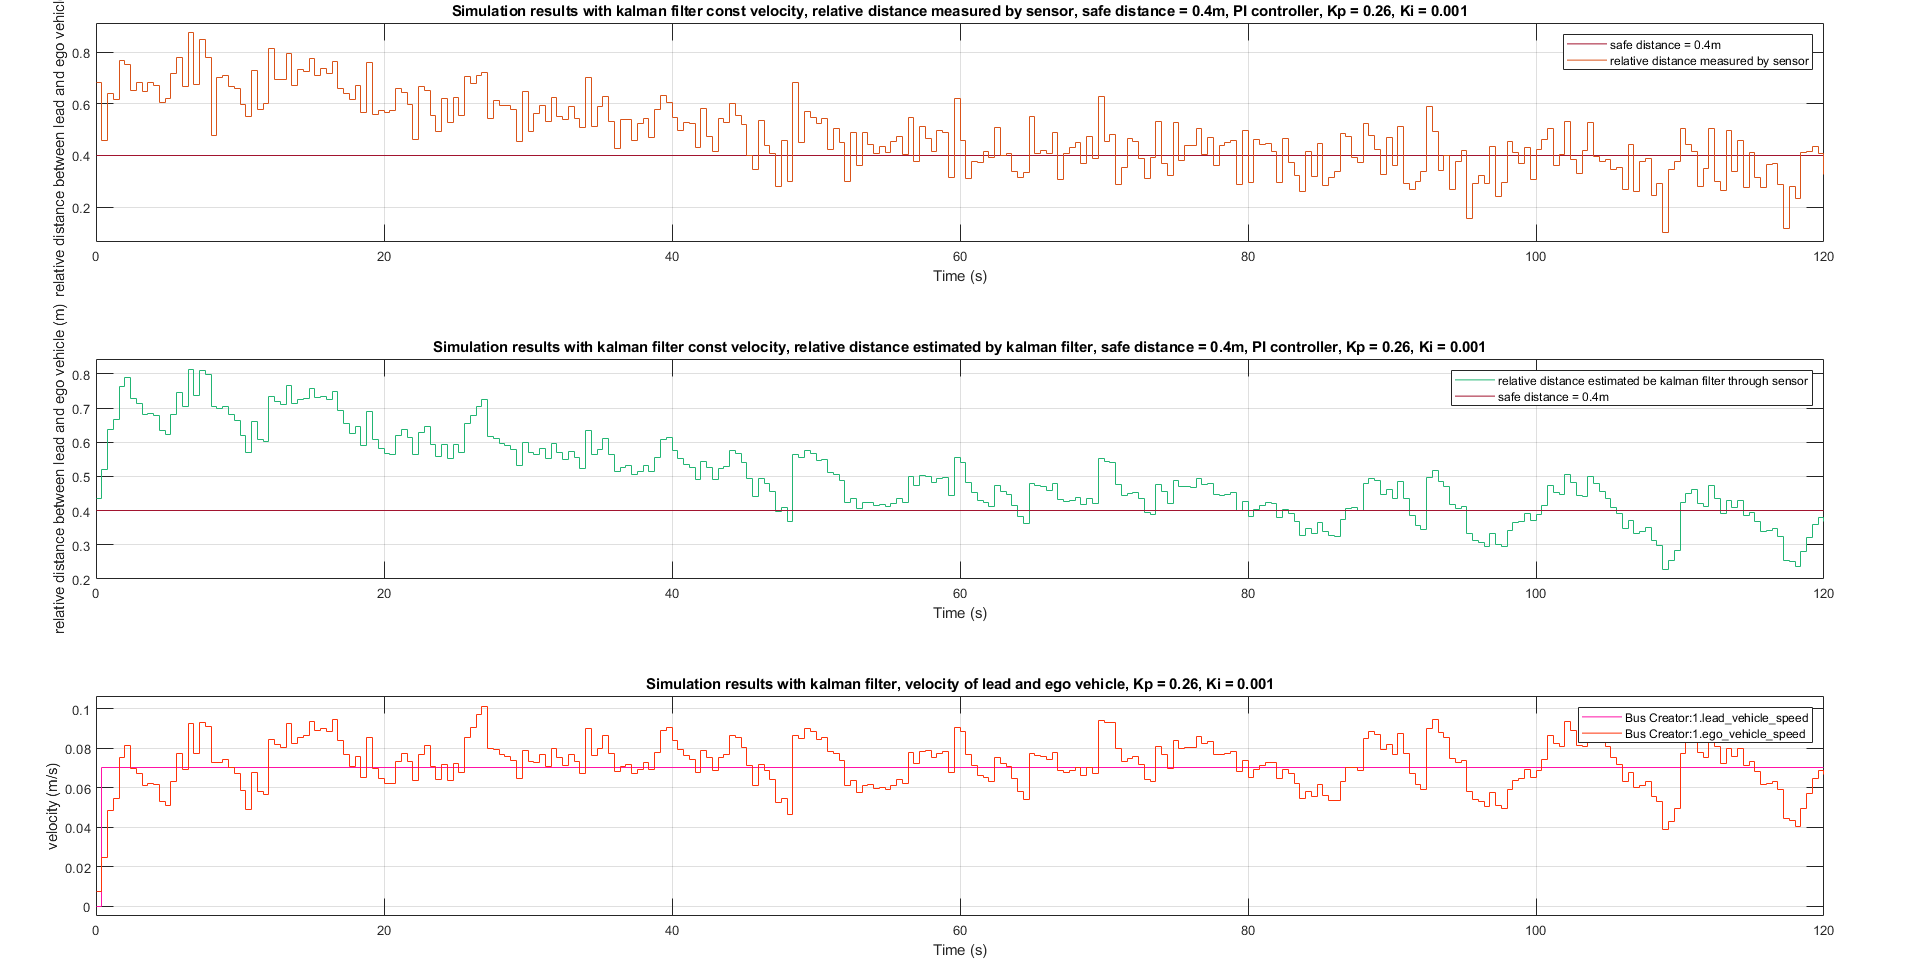 Simulation results with kalman filter const velocity, relative distance measured by sensor, safe distance = 0.4m, PI controller, Kp = 0.26, Ki = 0.001
relative distance between lead and ego vehicle
0.8
0.6
0.4
0.2
safe distance = 0.4m
relative distance measured by sensor
0 20 40 60 80 100 120
Time (s)
Simulation results with kalman filter const velocity, relative distance estimated by kalman filter, safe distance = 0.4m, PI controller, Kp = 0.26, Ki = 0.001
relative distance between lead and ego vehicle (m)
0.8
0.7
0.6
0.5
0.4
0.3
0.2
relative distance estimated be kalman filter through sensor
safe distance = 0.4m
0 20 40 60 80 100 120
Time (s)
Simulation results with kalman filter, velocity of lead and ego vehicle, Kp = 0.26, Ki = 0.001
velocity (m/s)
0.1
0.08
0.06
0.04
0.02
0
Bus Creator:1.lead_vehicle_speed
Bus Creator:1.ego_vehicle_speed
0 20 40 60 80 100 120
Time (s)